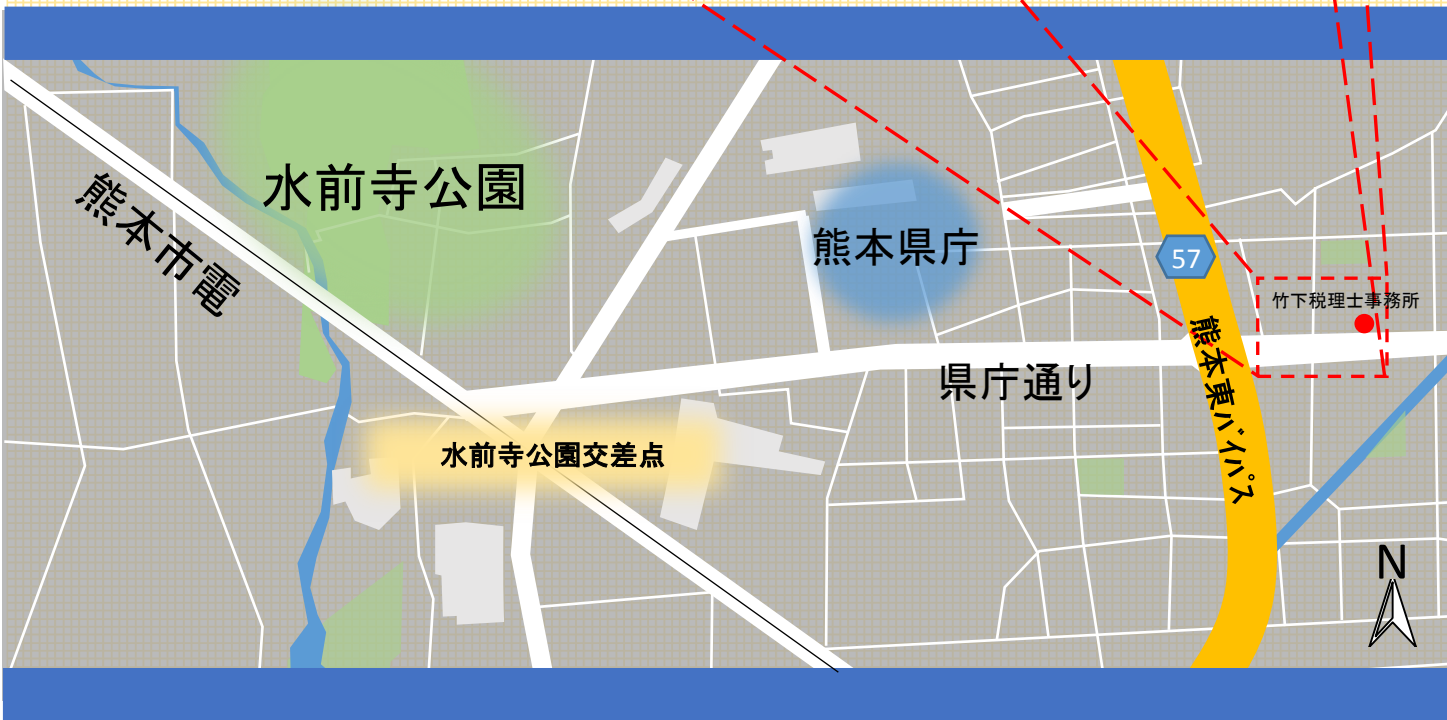 水前寺公園
熊本市電
熊本県庁
57
竹下税理士事務所
熊本東バイパス
県庁通り
水前寺公園交差点
N